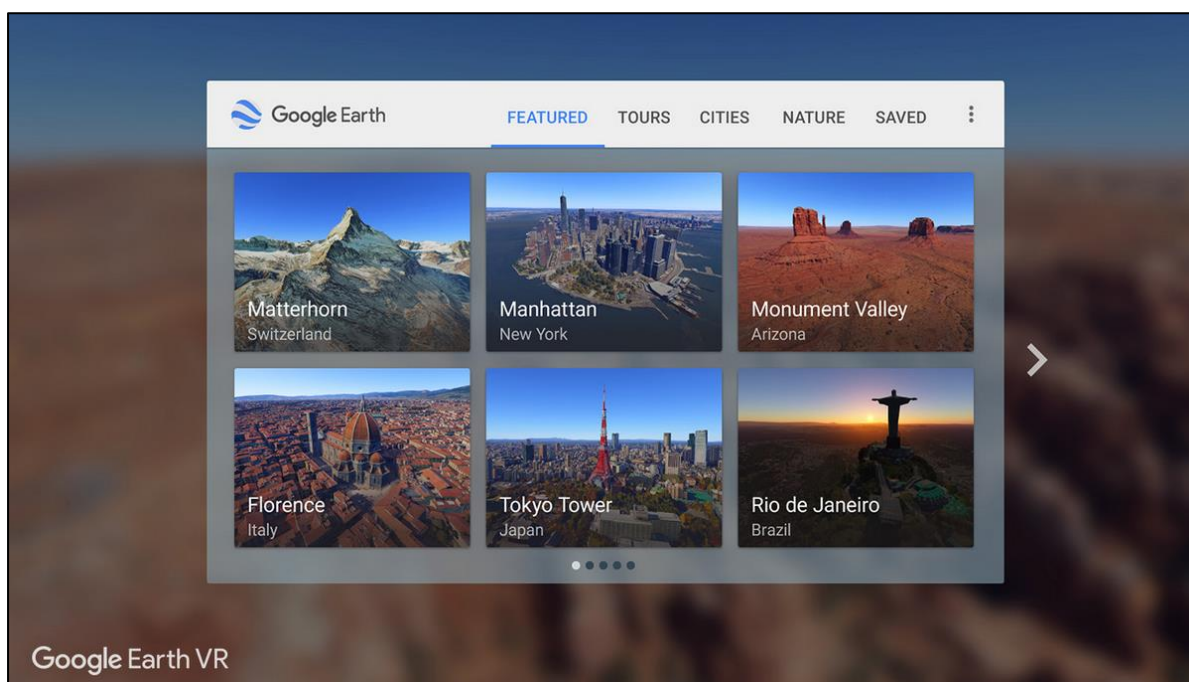 Google Earth
FEATURED TOURS CITIES NATURE SAVED
Matterhorn
Switzerland
Manhattan
New York
Monument Valley
Arizona
Florence
Italy
Tokyo Tower
Japan
Rio de Janeiro
Brazil
Google Earth VR